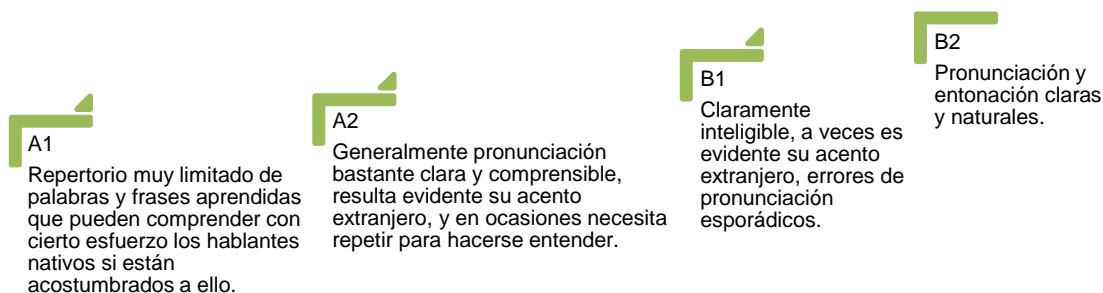 A1
Repertorio muy limitado de
palabras y frases aprendidas
que pueden comprender con
cierto esfuerzo los hablantes
nativos si están
acostumbrados a ello.
A2
Generalmente pronunciación
bastante clara y comprensible,
resulta evidente su acento
extranjero, y en ocasiones necesita
repetir para hacerse entender.
B1
Claramente
inteligible, a veces es
evidente su acento
extranjero, errores de
pronunciación
esporádicos.
B2
Pronunciación y
entonación claras
y naturales.